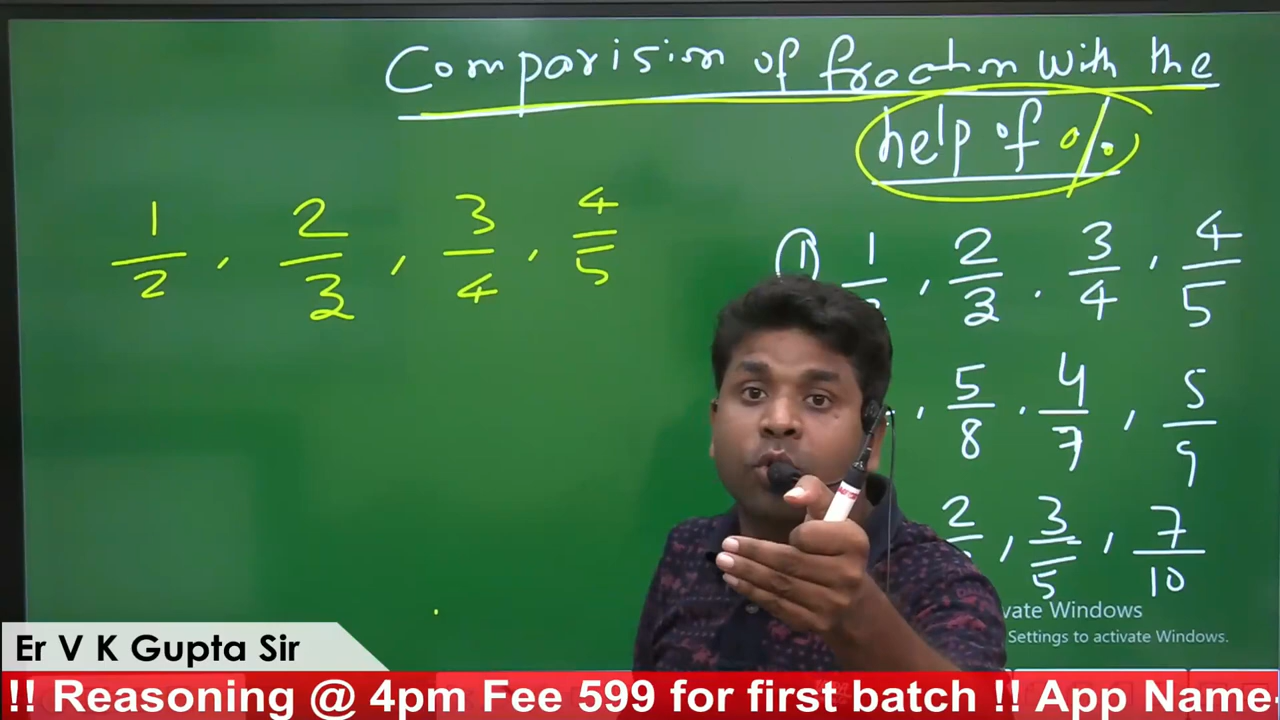 Comparision of fraction with the
help of %
1/2, 2/3, 3/4, 4/5
① 1/2, 2/3, 3/4, 4/5
, 5/8, 4/7, 5/9
2/ , 3/5, 7/10
vate Windows
Settings to activate Windows.
Er V K Gupta Sir
!! Reasoning @ 4pm Fee 599 for first batch !! App Name